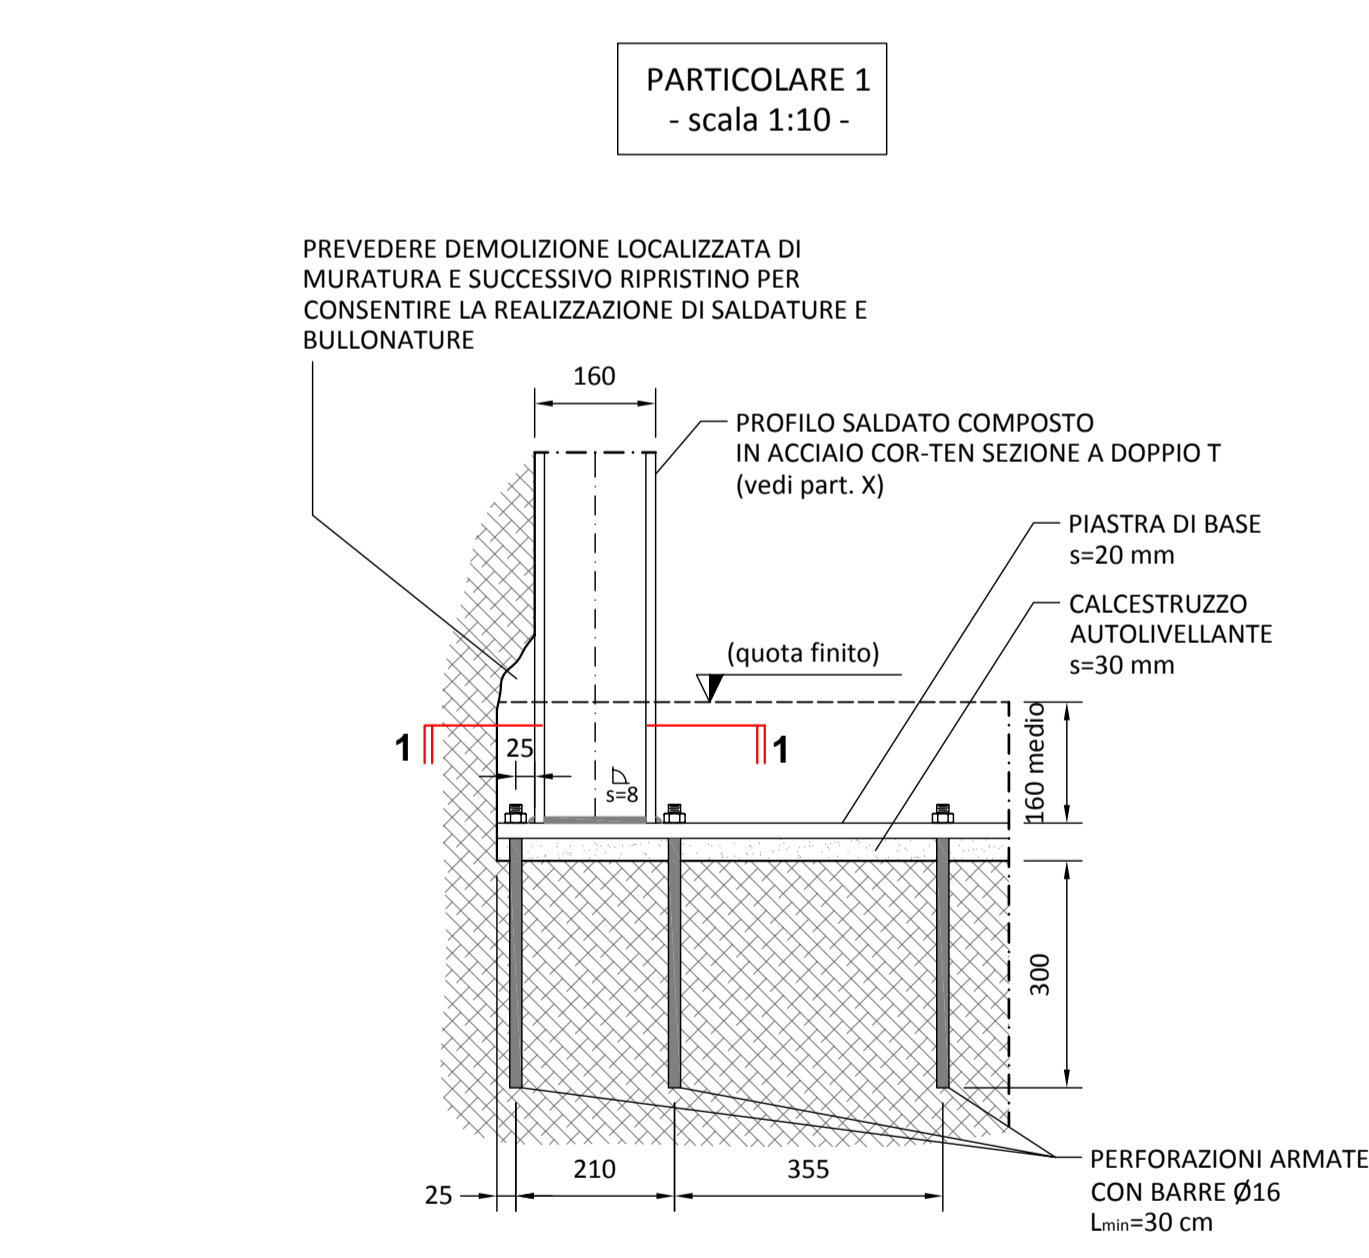 PARTICOLARE 1
- scala 1:10 -
PREVEDERE DEMOLIZIONE LOCALIZZATA DI
MURATURA E SUCCESSIVO RIPRISTINO PER
CONSENTIRE LA REALIZZAZIONE DI SALDATURE E
BULLONATURE
160
PROFILO SALDATO COMPOSTO
IN ACCIAIO COR-TEN SEZIONE A DOPPIO T
(vedi part. X)
PIASTRA DI BASE
s=20 mm
CALCESTRUZZO
AUTOLIVELLANTE
s=30 mm
(quota finito)
160 medio
1
1
25
s=8
300
210
355
25
PERFORAZIONI ARMATE
CON BARRE Ø16
Lmin=30 cm